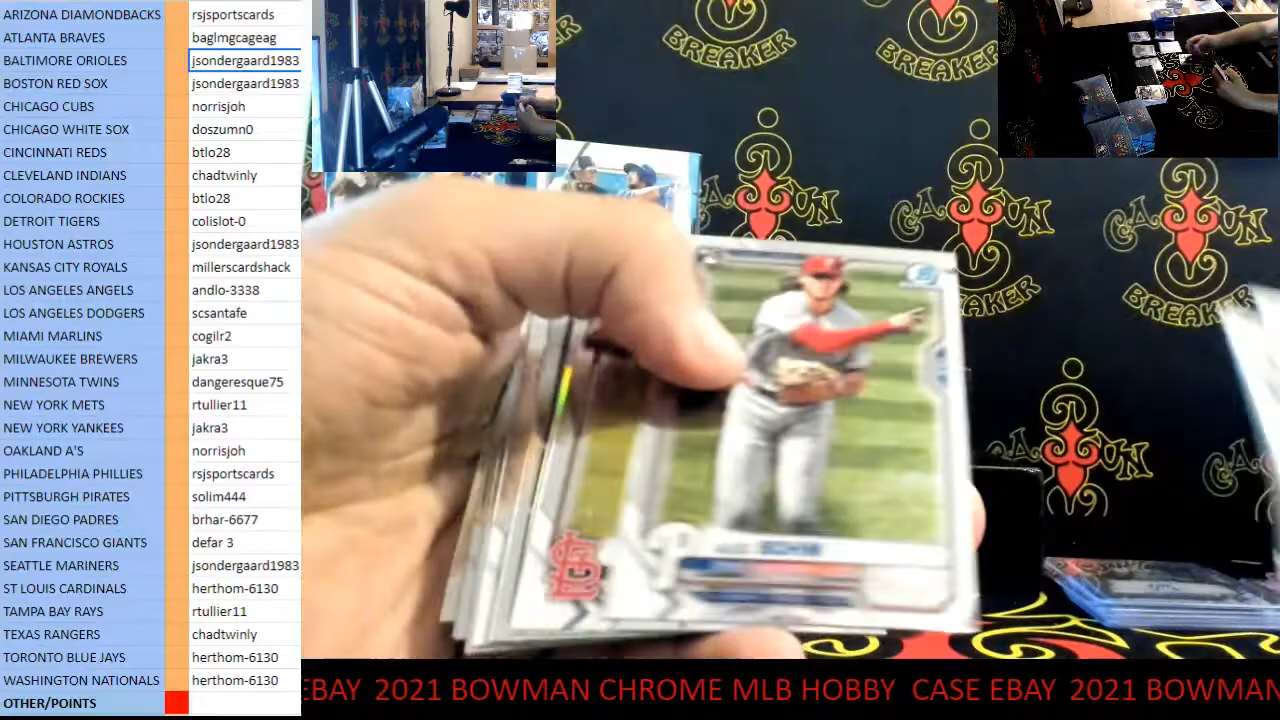 ARIZONA DIAMONDBACKS rsjsportscards
ATLANTA BRAVES baglmgcageag
BALTIMORE ORIOLES jsondergaard1983
BOSTON RED SOX jsondergaard1983
CHICAGO CUBS norrisjoh
CHICAGO WHITE SOX doszumn0
CINCINNATI REDS btlo28
CLEVELAND INDIANS chadtwinly
COLORADO ROCKIES btlo28
DETROIT TIGERS colislot-0
HOUSTON ASTROS jsondergaard1983
KANSAS CITY ROYALS millerscardshack
LOS ANGELES ANGELS andlo-3338
LOS ANGELES DODGERS scsantafe
MIAMI MARLINS cogilr2
MILWAUKEE BREWERS jakra3
MINNESOTA TWINS dangeresque75
NEW YORK METS rtullier11
NEW YORK YANKEES jakra3
OAKLAND A'S norrisjoh
PHILADELPHIA PHILLIES rsjsportscards
PITTSBURGH PIRATES solim444
SAN DIEGO PADRES brhar-6677
SAN FRANCISCO GIANTS defar 3
SEATTLE MARINERS jsondergaard1983
ST LOUIS CARDINALS herthom-6130
TAMPA BAY RAYS rtullier11
TEXAS RANGERS chadtwinly
TORONTO BLUE JAYS herthom-6130
WASHINGTON NATIONALS herthom-6130
OTHER/POINTS
BREAKER
BREAKER
CAJUN
BREAKER
CAJUN
BREAKER
BREAKER
CAJUN
EBAY 2021 BOWMAN CHROME MLB HOBBY CASE EBAY 2021 BOWMAN